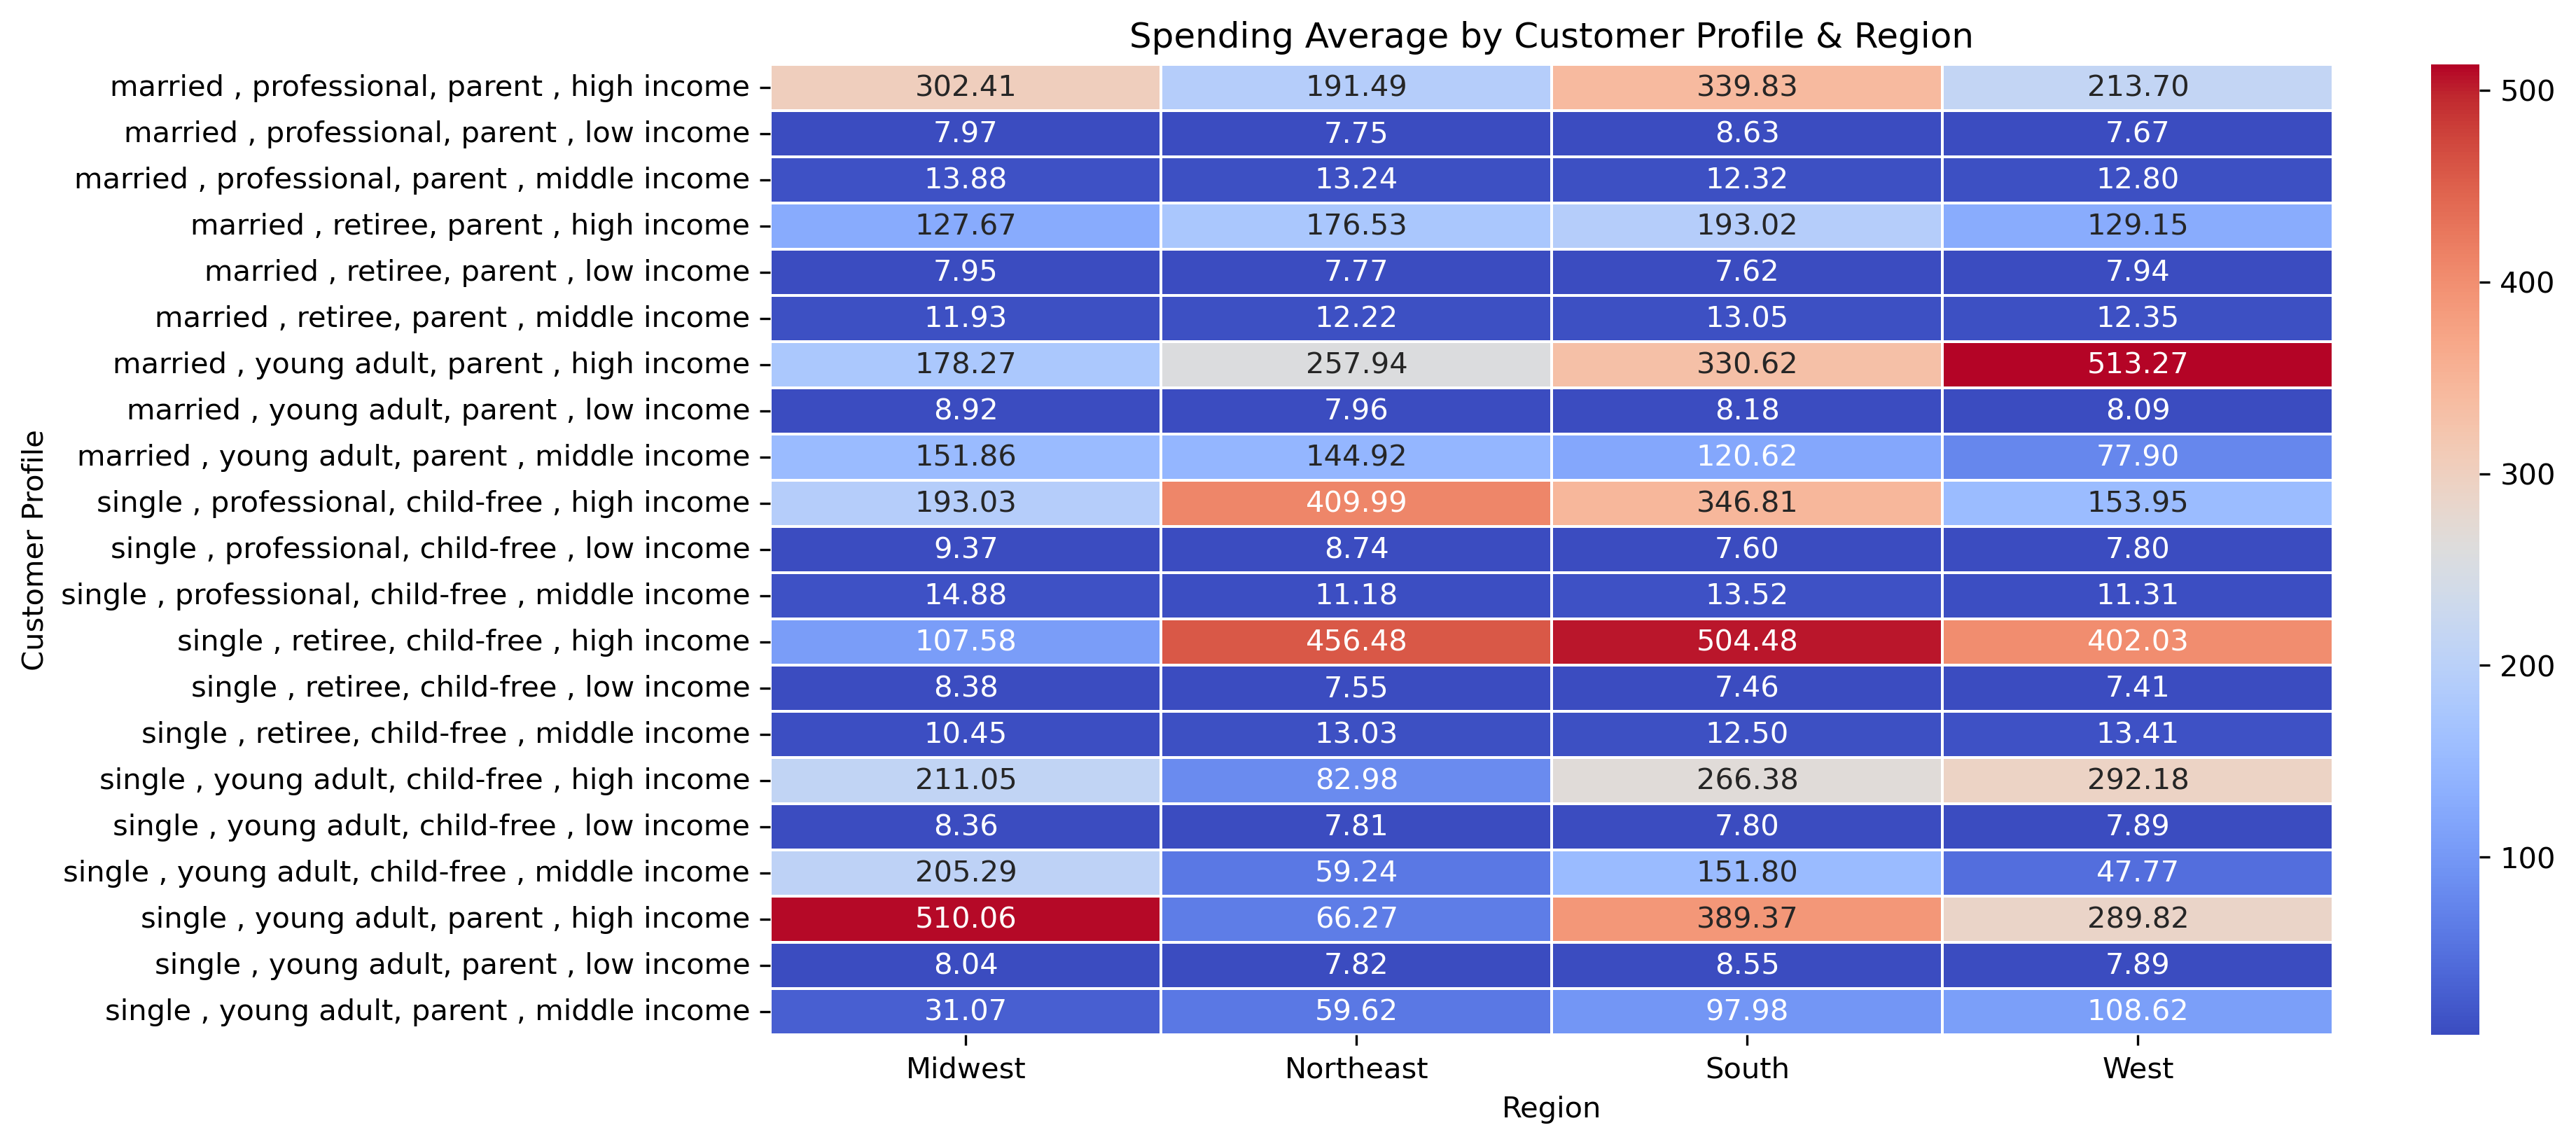 Spending Average by Customer Profile & Region
Customer Profile
married , professional, parent , high income 302.41 191.49 339.83 213.70
married , professional, parent , low income 7.97 7.75 8.63 7.67
married , professional, parent , middle income 13.88 13.24 12.32 12.80
married , retiree, parent , high income 127.67 176.53 193.02 129.15
married , retiree, parent , low income 7.95 7.77 7.62 7.94
married , retiree, parent , middle income 11.93 12.22 13.05 12.35
married , young adult, parent , high income 178.27 257.94 330.62 513.27
married , young adult, parent , low income 8.92 7.96 8.18 8.09
married , young adult, parent , middle income 151.86 144.92 120.62 77.90
single , professional, child-free , high income 193.03 409.99 346.81 153.95
single , professional, child-free , low income 9.37 8.74 7.60 7.80
single , professional, child-free , middle income 14.88 11.18 13.52 11.31
single , retiree, child-free , high income 107.58 456.48 504.48 402.03
single , retiree, child-free , low income 8.38 7.55 7.46 7.41
single , retiree, child-free , middle income 10.45 13.03 12.50 13.41
single , young adult, child-free , high income 211.05 82.98 266.38 292.18
single , young adult, child-free , low income 8.36 7.81 7.80 7.89
single , young adult, child-free , middle income 205.29 59.24 151.80 47.77
single , young adult, parent , high income 510.06 66.27 389.37 289.82
single , young adult, parent , low income 8.04 7.82 8.55 7.89
single , young adult, parent , middle income 31.07 59.62 97.98 108.62
Midwest Northeast South West
Region
500
400
300
200
100